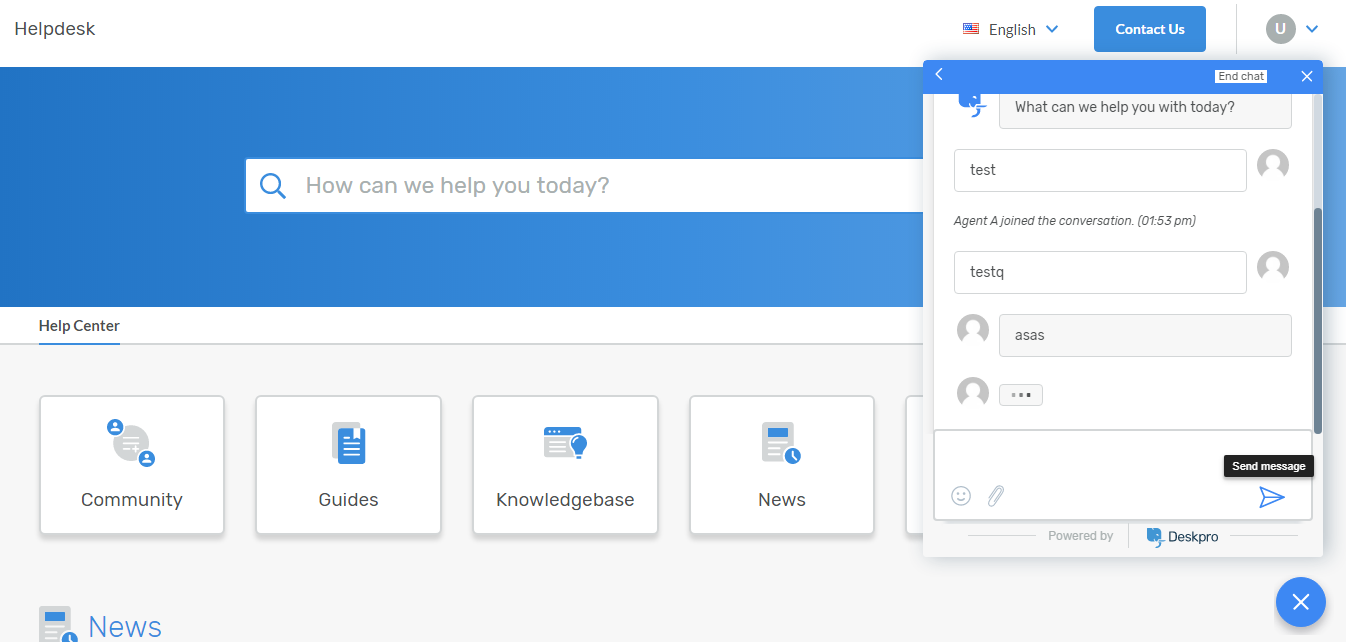 Helpdesk
English
Contact Us
U
How can we help you today?
Help Center
Community
Guides
Knowledgebase
News
News
End chat
What can we help you with today?
test
Agent A joined the conversation. (01:53 pm)
testq
asas
Send message
Powered by
Deskpro